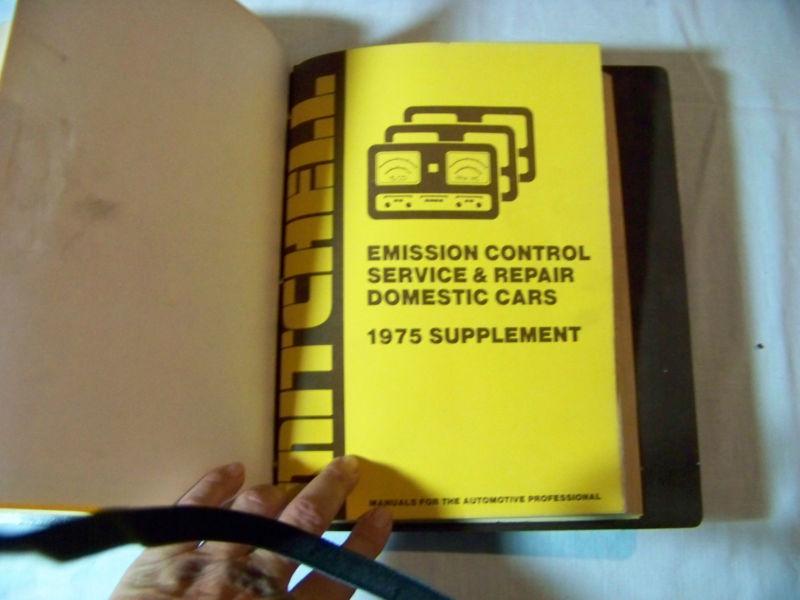 MITCHELL
EMISSION CONTROL
SERVICE & REPAIR
DOMESTIC CARS
1975 SUPPLEMENT
MANUALS FOR THE AUTOMOTIVE PROFESSIONAL